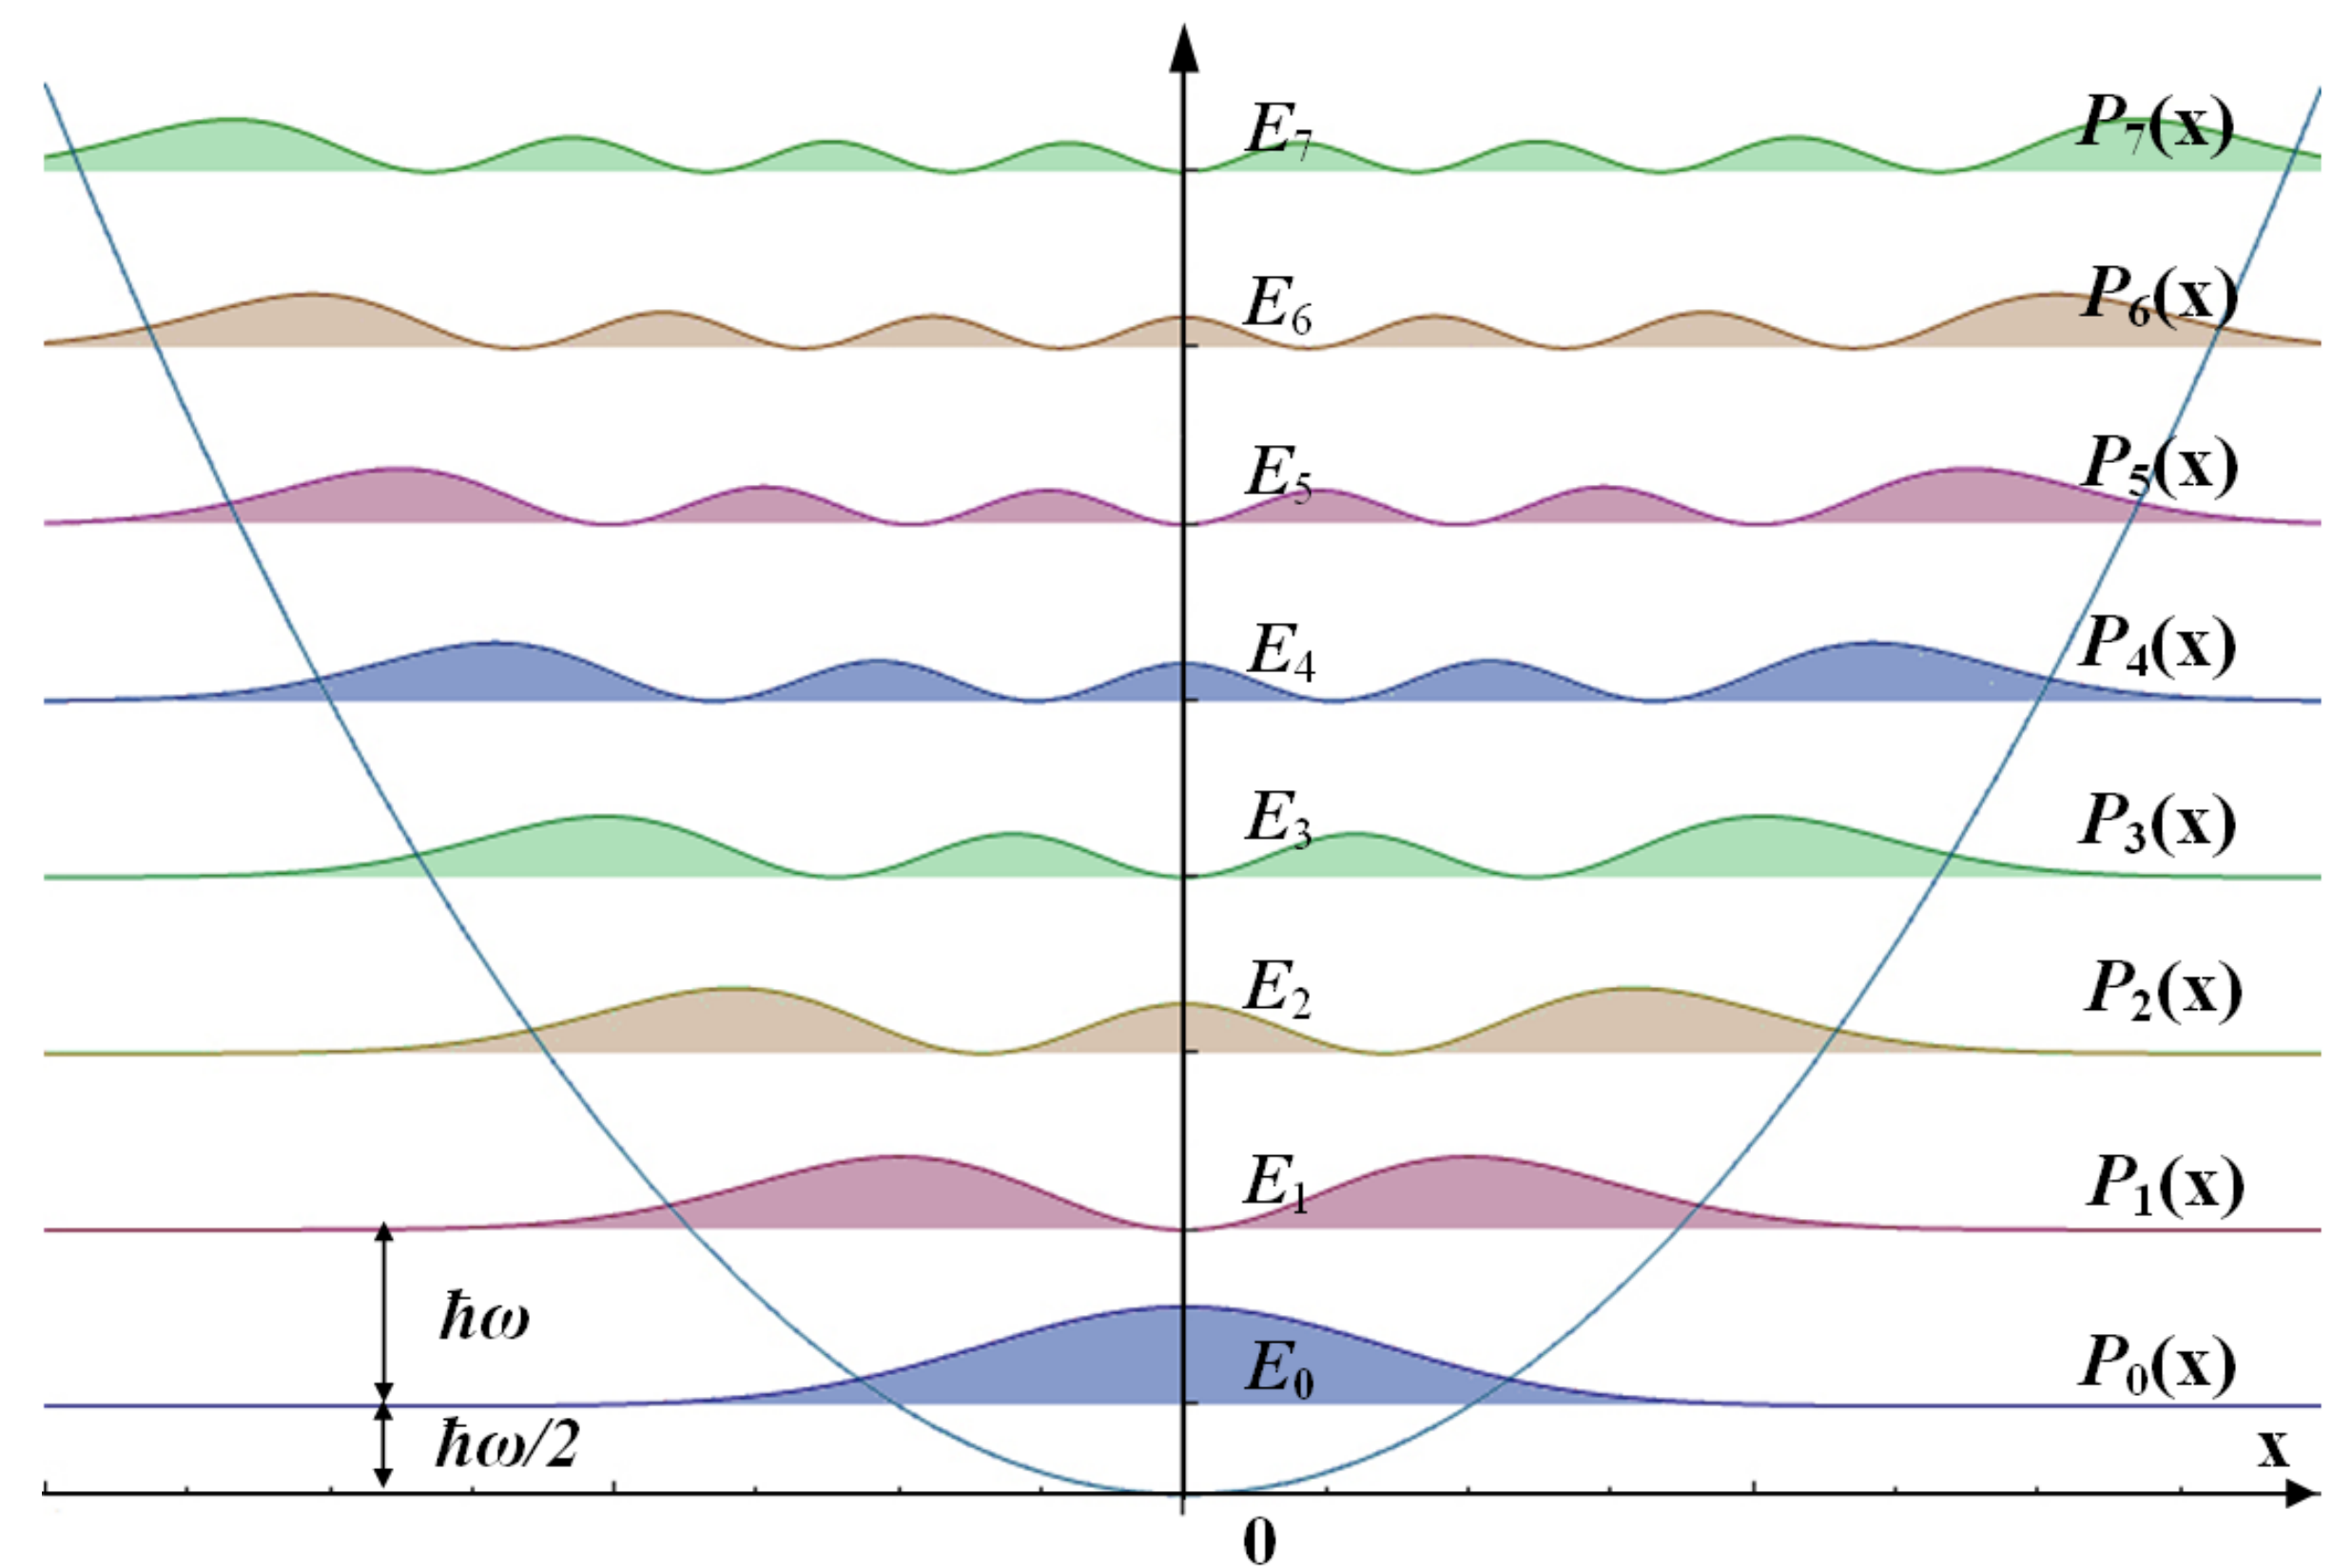 E₇ P₇(x)
E₆ P₆(x)
E₅ P₅(x)
E₄ P₄(x)
E₃ P₃(x)
E₂ P₂(x)
E₁ P₁(x)
ħω
E₀ P₀(x)
ħω/2
x
0